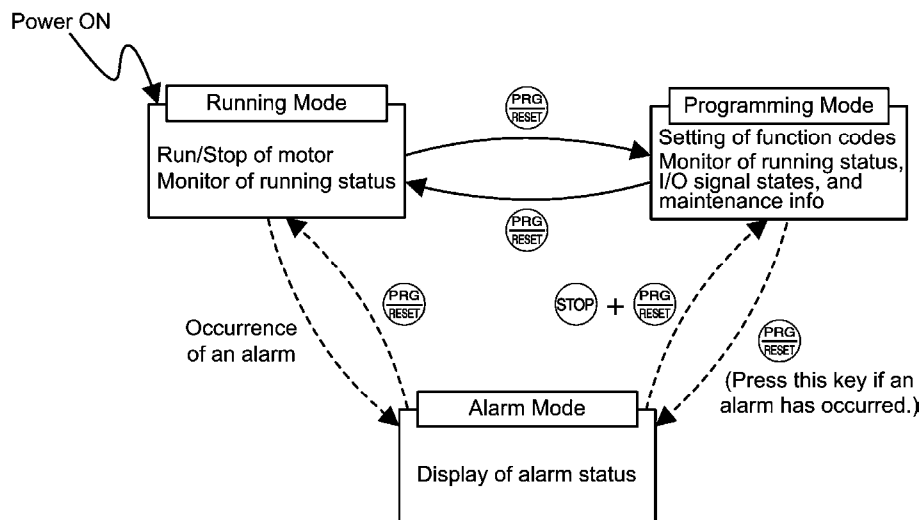 Power ON
Running Mode
Run/Stop of motor
Monitor of running status
PRG
RESET
PRG
RESET
Programming Mode
Setting of function codes
Monitor of running status,
I/O signal states, and
maintenance info
Occurrence
of an alarm
PRG
RESET
STOP + PRG
RESET
PRG
RESET
(Press this key if an
alarm has occurred.)
Alarm Mode
Display of alarm status